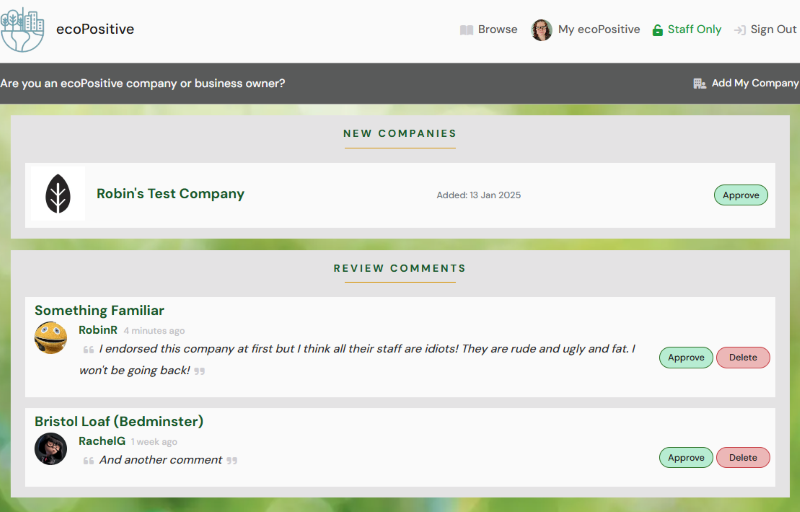 ecoPositive
Browse
My ecoPositive
Staff Only
Sign Out
Are you an ecoPositive company or business owner?
Add My Company
NEW COMPANIES
Robin's Test Company
Added: 13 Jan 2025
Approve
REVIEW COMMENTS
Something Familiar
RobinR 4 minutes ago
❝ I endorsed this company at first but I think all their staff are idiots! They are rude and ugly and fat. I
won't be going back! ❞
Approve
Delete
Bristol Loaf (Bedminster)
RachelG 1 week ago
❝ And another comment ❞
Approve
Delete